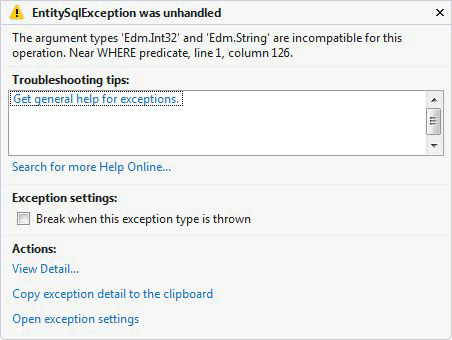 EntitySqlException was unhandled
The argument types 'Edm.Int32' and 'Edm.String' are incompatible for this
operation. Near WHERE predicate, line 1, column 126.
Troubleshooting tips:
Get general help for exceptions.
Search for more Help Online...
Exception settings:
Break when this exception type is thrown
Actions:
View Detail...
Copy exception detail to the clipboard
Open exception settings